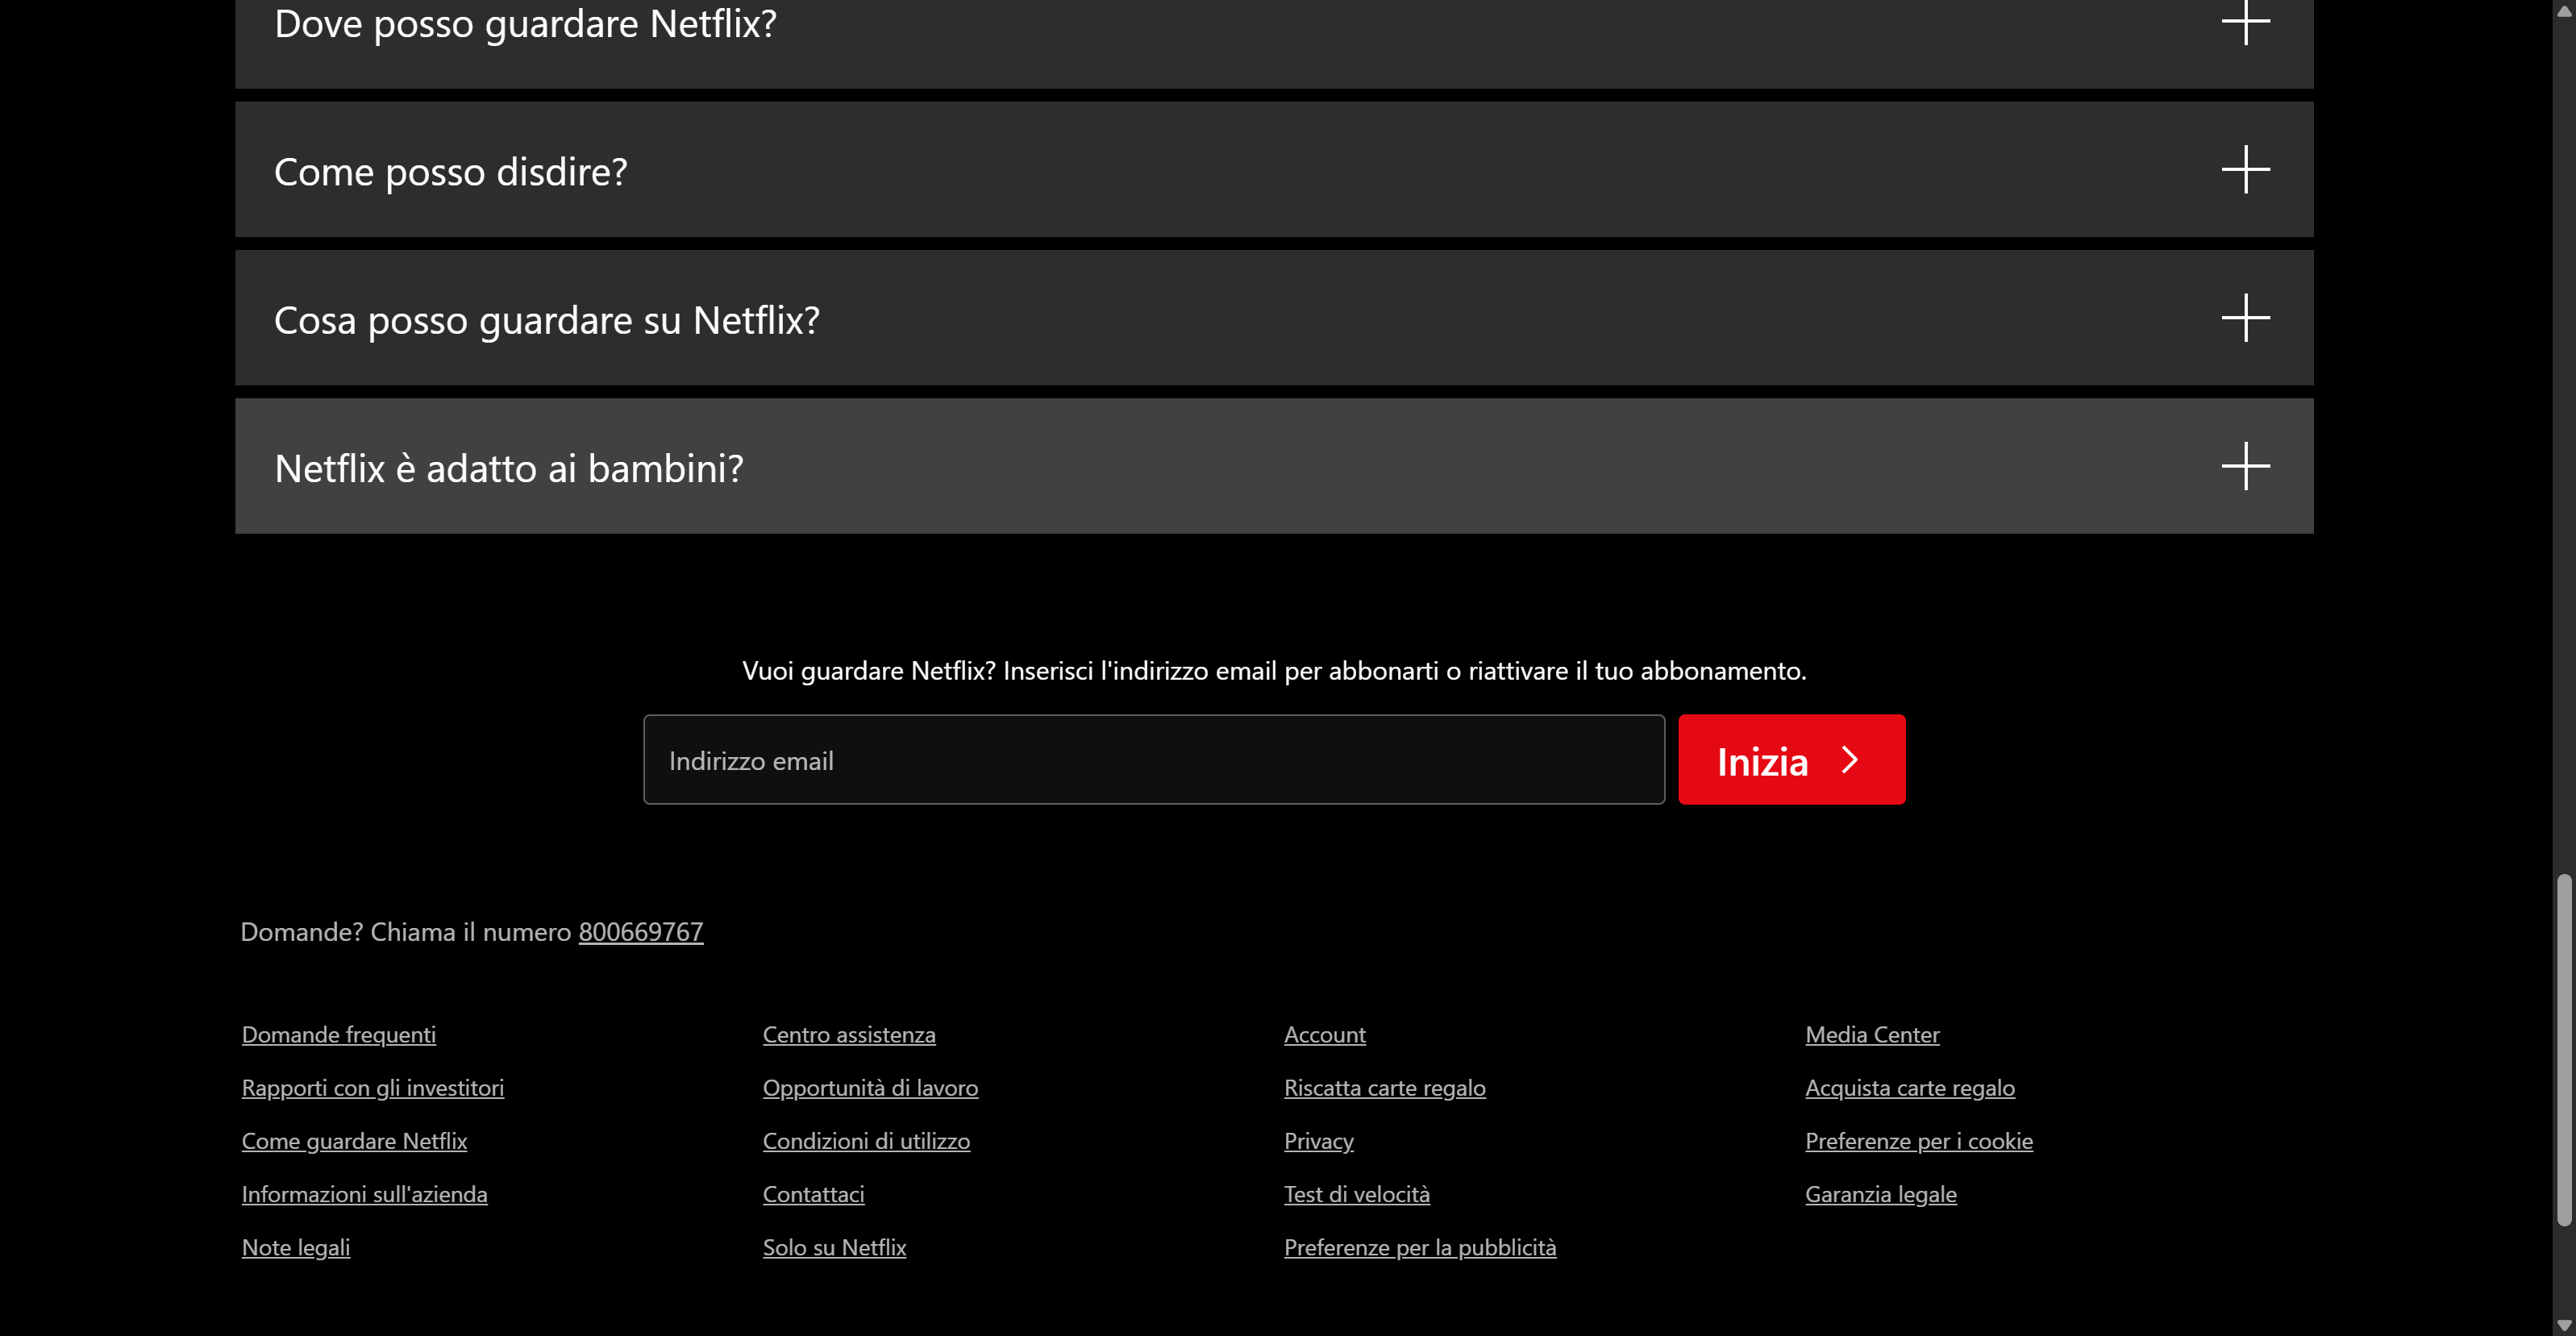 Dove posso guardare Netflix?
Come posso disdire?
Cosa posso guardare su Netflix?
Netflix è adatto ai bambini?
Vuoi guardare Netflix? Inserisci l'indirizzo email per abbonarti o riattivare il tuo abbonamento.
Indirizzo email
Inizia
Domande? Chiama il numero 800669767
Domande frequenti
Centro assistenza
Account
Media Center
Rapporti con gli investitori
Opportunità di lavoro
Riscatta carte regalo
Acquista carte regalo
Come guardare Netflix
Condizioni di utilizzo
Privacy
Preferenze per i cookie
Informazioni sull'azienda
Contattaci
Test di velocità
Garanzia legale
Note legali
Solo su Netflix
Preferenze per la pubblicità